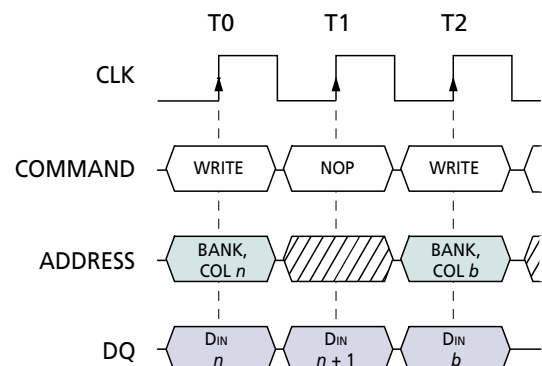 T0 T1 T2
CLK
COMMAND WRITE NOP WRITE
ADDRESS BANK, COL n BANK, COL b
DQ DIN n DIN n + 1 DIN b